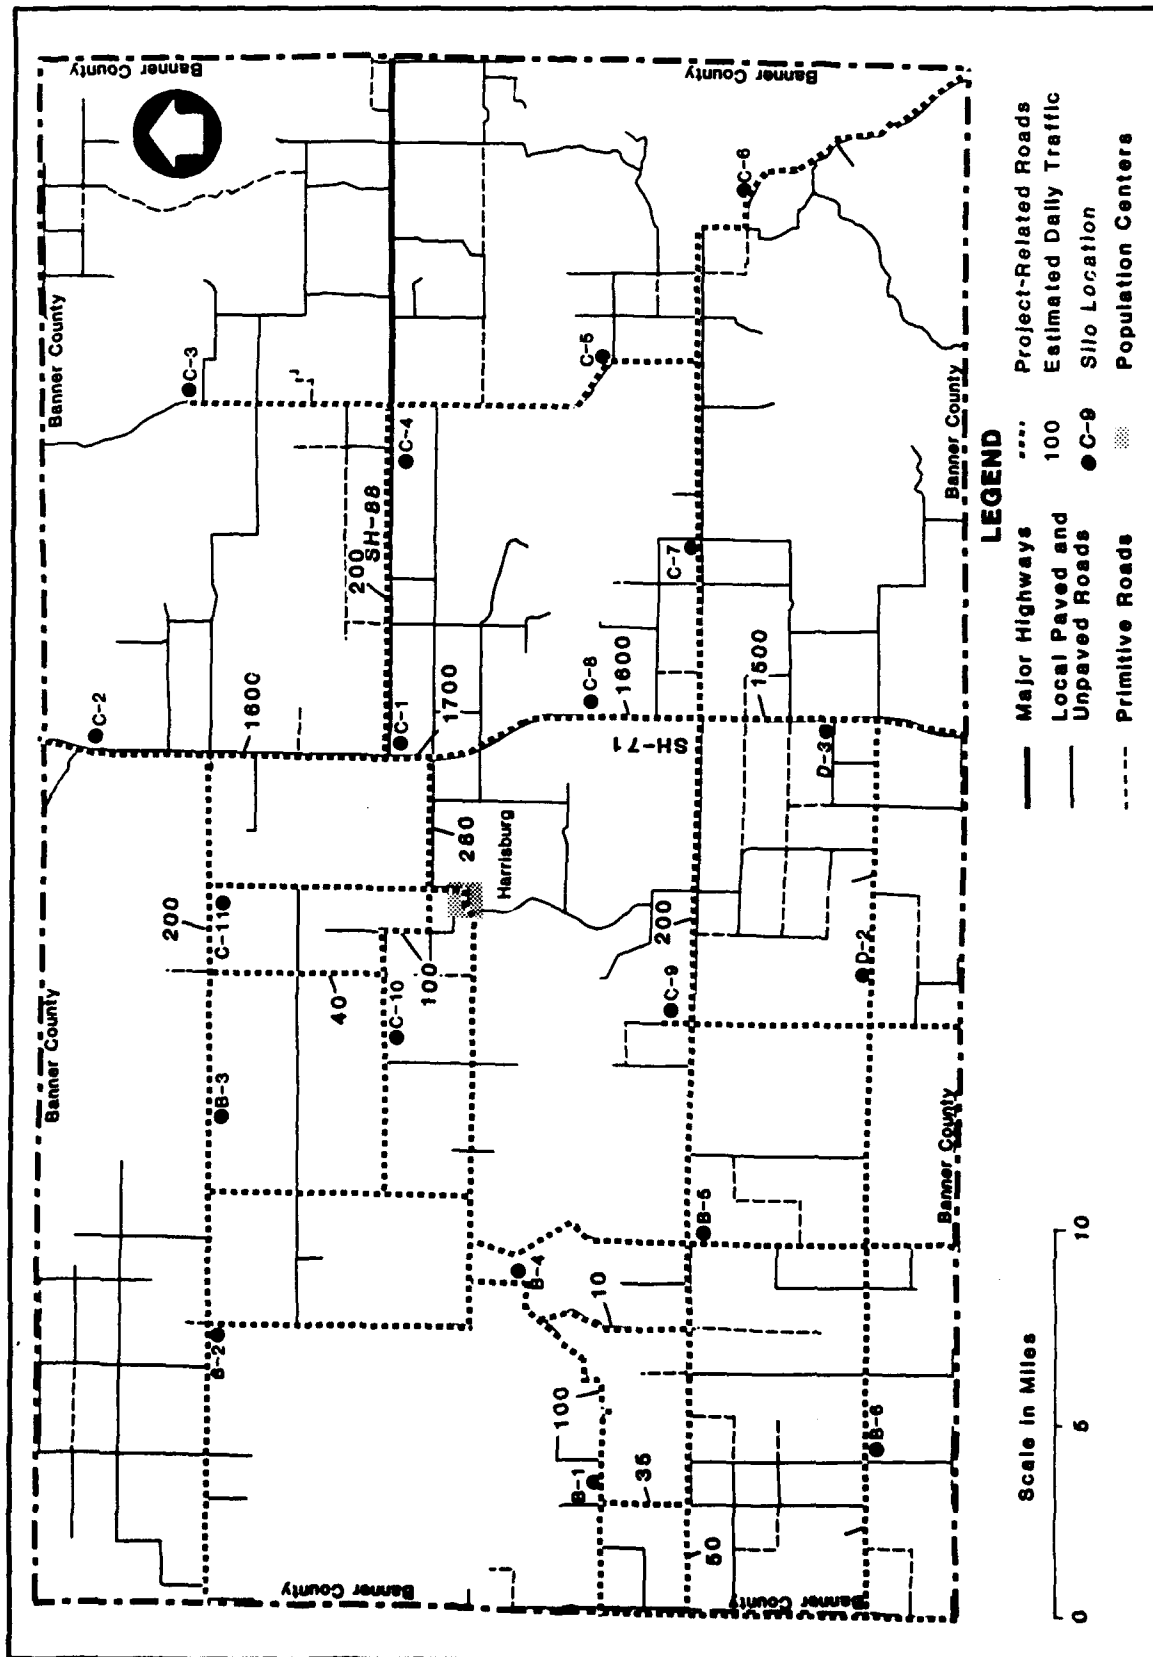 Banner County
Banner County
Banner County
Banner County
C-2
C-3
1600
200
C-11
B-3
B-2
40
C-10
100
C-1
200
SH-88
C-4
1700
280
Harrisburg
C-5
C-8
1600
SH-71
C-6
B-4
10
100
B-1
35
50
C-9
200
C-7
B-5
1500
D-3
D-2
B-6
Banner County
Banner County
Banner County
Banner County
Scale in Miles
0
5
10
LEGEND
Major Highways
Local Paved and
Unpaved Roads
Primitive Roads
Project-Related Roads
100
Estimated Daily Traffic
C-9
Silo Location
Population Centers